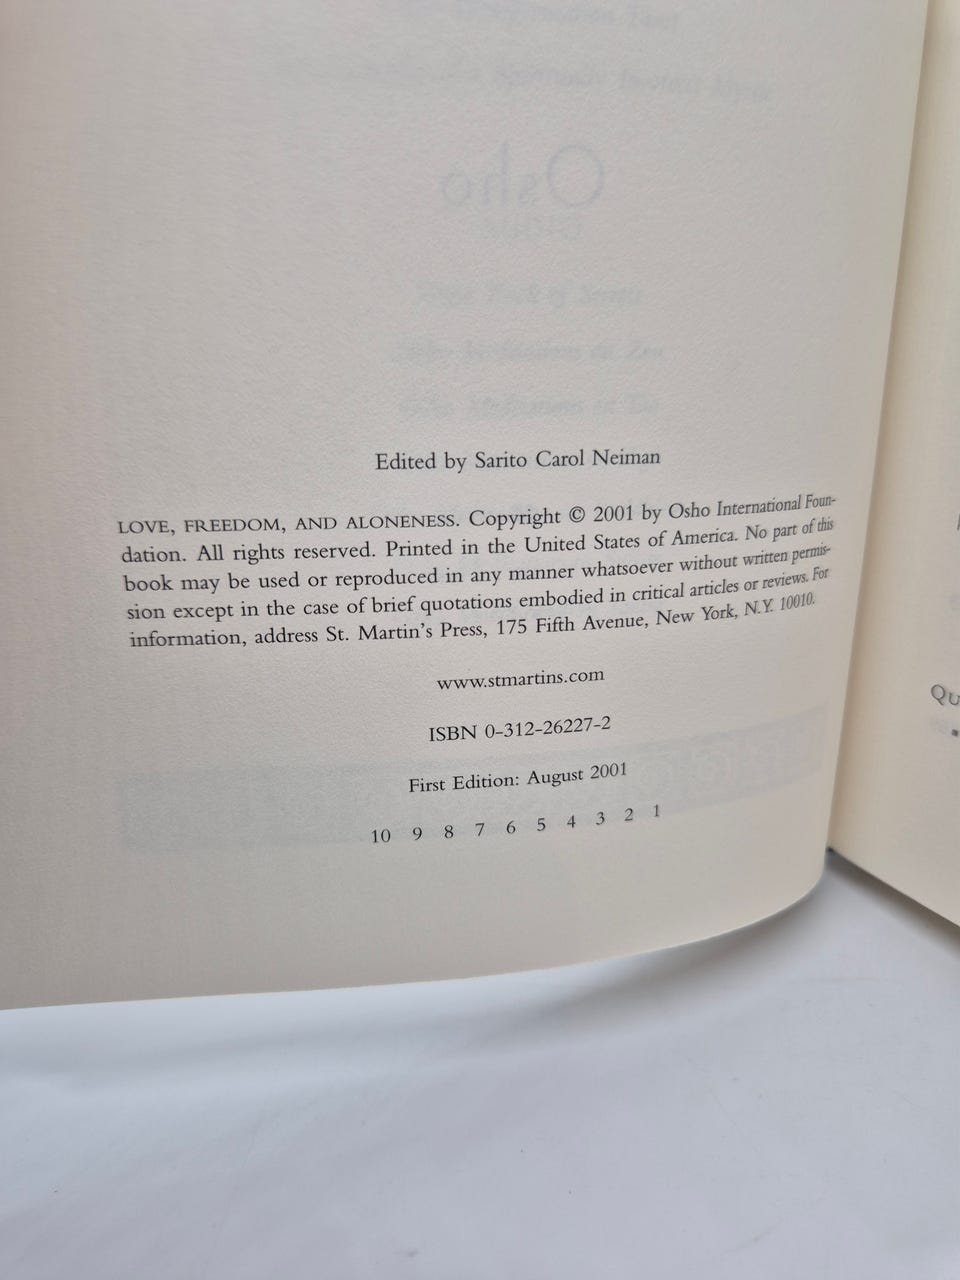 Edited by Sarito Carol Neiman
LOVE, FREEDOM, AND ALONENESS. Copyright © 2001 by Osho International Foun-
dation. All rights reserved. Printed in the United States of America. No part of this
book may be used or reproduced in any manner whatsoever without written permis-
sion except in the case of brief quotations embodied in critical articles or reviews. For
information, address St. Martin's Press, 175 Fifth Avenue, New York, N.Y. 10010.
www.stmartins.com
ISBN 0-312-26227-2
First Edition: August 2001
10 9 8 7 6 5 4 3 2 1